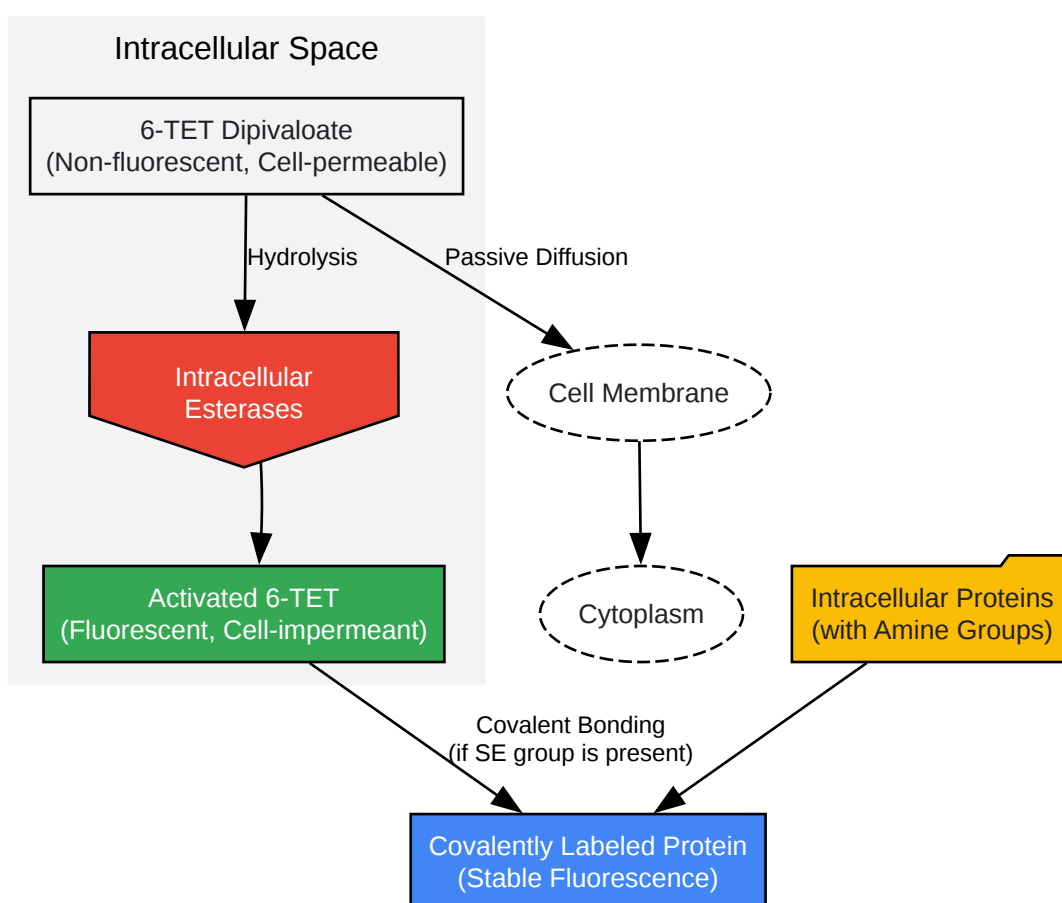 Intracellular Space
6-TET Dipivaloate
(Non-fluorescent, Cell-permeable)
Hydrolysis
Passive Diffusion
Intracellular
Esterases
Cell Membrane
Activated 6-TET
(Fluorescent, Cell-impermeant)
Cytoplasm
Intracellular Proteins
(with Amine Groups)
Covalent Bonding
(if SE group is present)
Covalently Labeled Protein
(Stable Fluorescence)